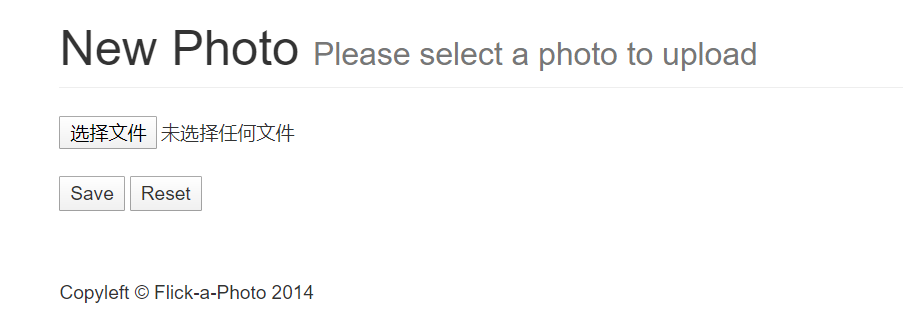 New Photo Please select a photo to upload
选择文件 未选择任何文件
Save Reset
Copyleft © Flick-a-Photo 2014